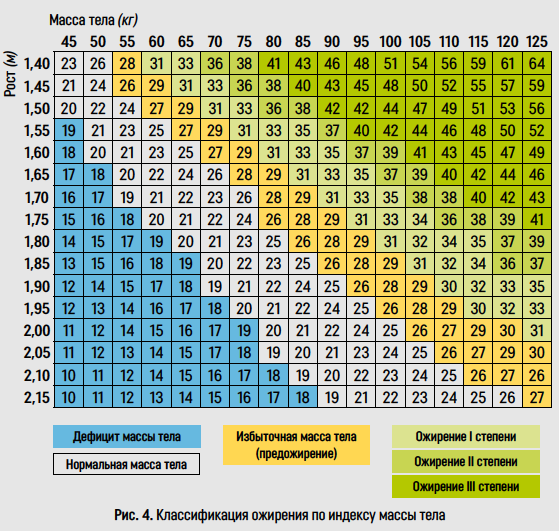 Масса тела (кг)
Рост (м)
45 50 55 60 65 70 75 80 85 90 95 100 105 110 115 120 125
1,40 23 26 28 31 33 36 38 41 43 46 48 51 54 56 59 61 64
1,45 21 24 26 29 31 33 36 38 40 43 45 48 50 52 55 57 59
1,50 20 22 24 27 29 31 33 36 38 42 42 44 47 49 51 53 56
1,55 19 21 23 25 27 29 31 33 35 37 40 42 44 46 48 50 52
1,60 18 20 21 23 25 27 29 31 33 35 37 39 41 43 45 47 49
1,65 17 18 20 22 24 26 28 29 31 33 35 37 39 40 42 44 46
1,70 16 17 19 21 22 23 26 28 29 31 33 35 36 38 40 42 43
1,75 15 16 18 20 21 22 24 26 28 29 31 33 34 36 38 39 41
1,80 14 15 17 19 20 21 23 25 26 28 29 31 32 34 35 37 39
1,85 13 15 16 18 19 20 22 23 25 26 28 29 31 32 34 36 37
1,90 12 14 15 17 18 19 21 22 24 25 26 28 29 30 32 33 35
1,95 12 13 14 16 17 18 20 21 22 24 25 26 28 29 30 32 33
2,00 11 12 14 15 16 17 19 20 21 22 24 25 26 27 29 30 31
2,05 11 12 13 14 15 16 17 19 20 21 23 24 25 26 27 29 30
2,10 10 11 12 14 15 16 17 18 19 20 22 23 24 25 26 27 26
2,15 10 11 12 13 14 15 16 17 18 19 21 22 23 24 25 26 27
Дефицит массы тела
Нормальная масса тела
Избыточная масса тела
(предожирение)
Ожирение I степени
Ожирение II степени
Ожирение III степени
Рис. 4. Классификация ожирения по индексу массы тела